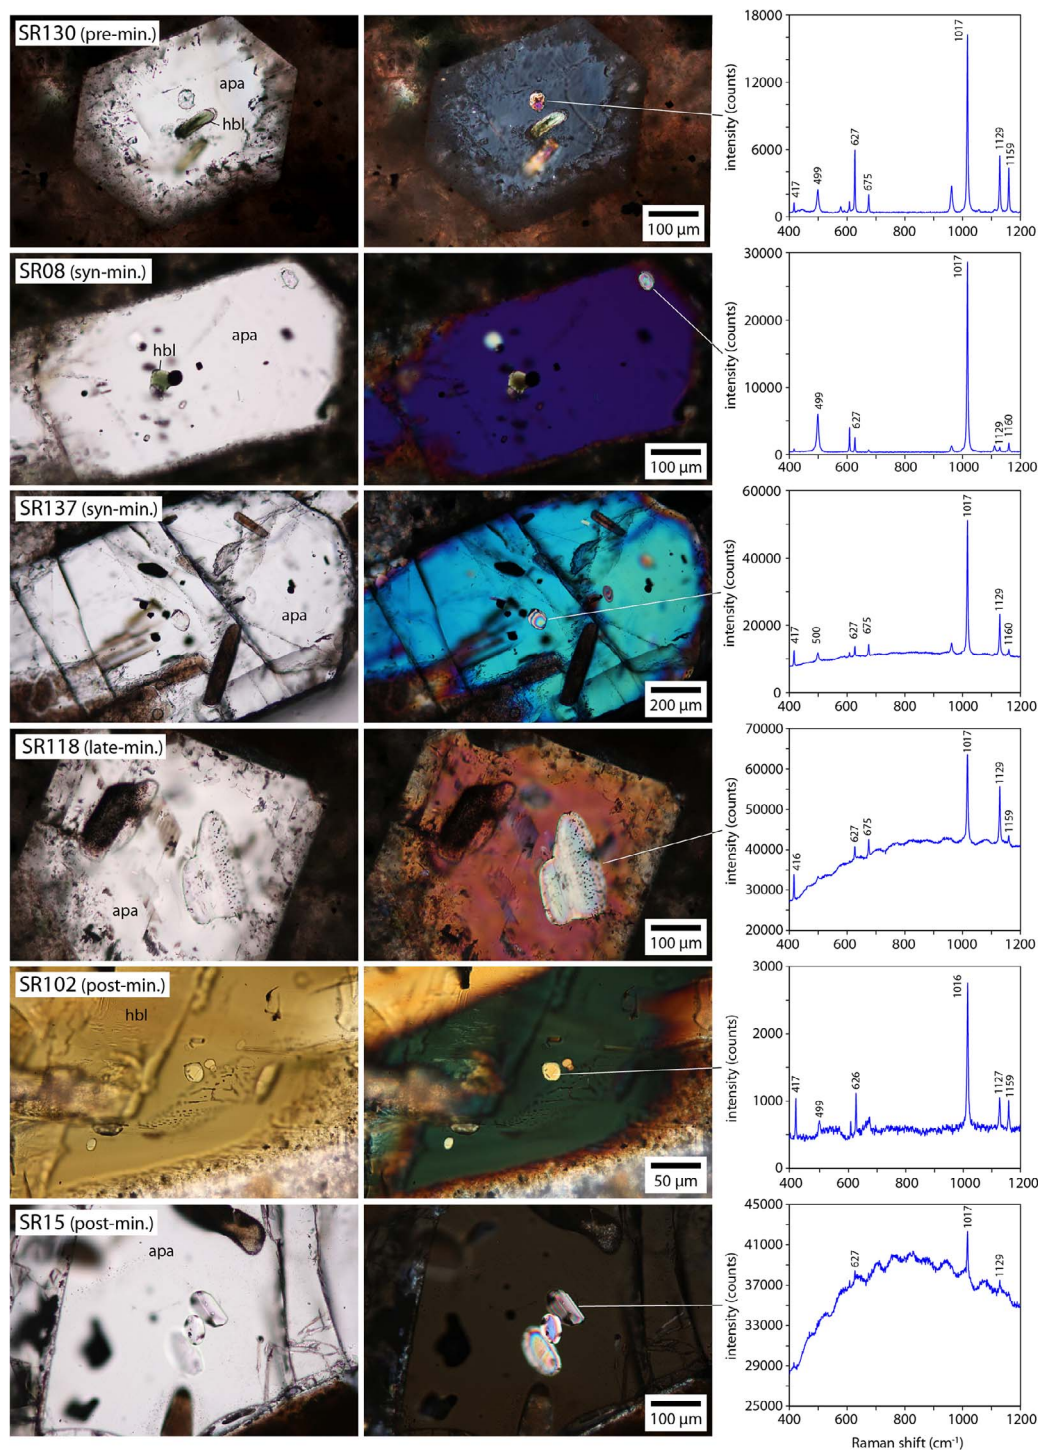 SR130 (pre-min.)
apa
hbl
100 µm
intensity (counts)
18000
12000
6000
0
417
499
627
675
1017
1129
1159
400 600 800 1000 1200
SR08 (syn-min.)
apa
hbl
100 µm
intensity (counts)
30000
20000
10000
0
499
627
1017
1129
1160
400 600 800 1000 1200
SR137 (syn-min.)
apa
200 µm
intensity (counts)
60000
40000
20000
0
417
500
627
675
1017
1129
1160
400 600 800 1000 1200
SR118 (late-min.)
apa
100 µm
intensity (counts)
70000
60000
50000
40000
30000
20000
416
627
675
1017
1129
1159
400 600 800 1000 1200
SR102 (post-min.)
hbl
50 µm
intensity (counts)
3000
2000
1000
0
417
499
626
1016
1127
1159
400 600 800 1000 1200
SR15 (post-min.)
apa
100 µm
intensity (counts)
45000
41000
37000
33000
29000
25000
627
1017
1129
400 600 800 1000 1200
Raman shift (cm⁻¹)